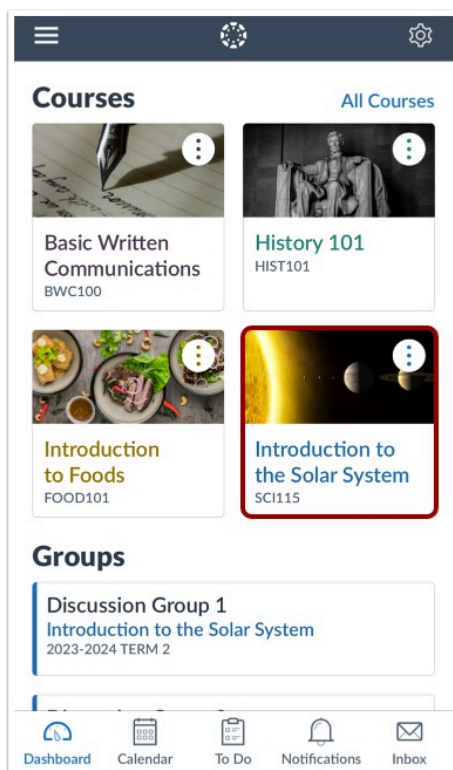 Courses
All Courses
Basic Written
Communications
BWC100
History 101
HIST101
Introduction
to Foods
FOOD101
Introduction to
the Solar System
SCI115
Groups
Discussion Group 1
Introduction to the Solar System
2023-2024 TERM 2
Dashboard
Calendar
To Do
Notifications
Inbox